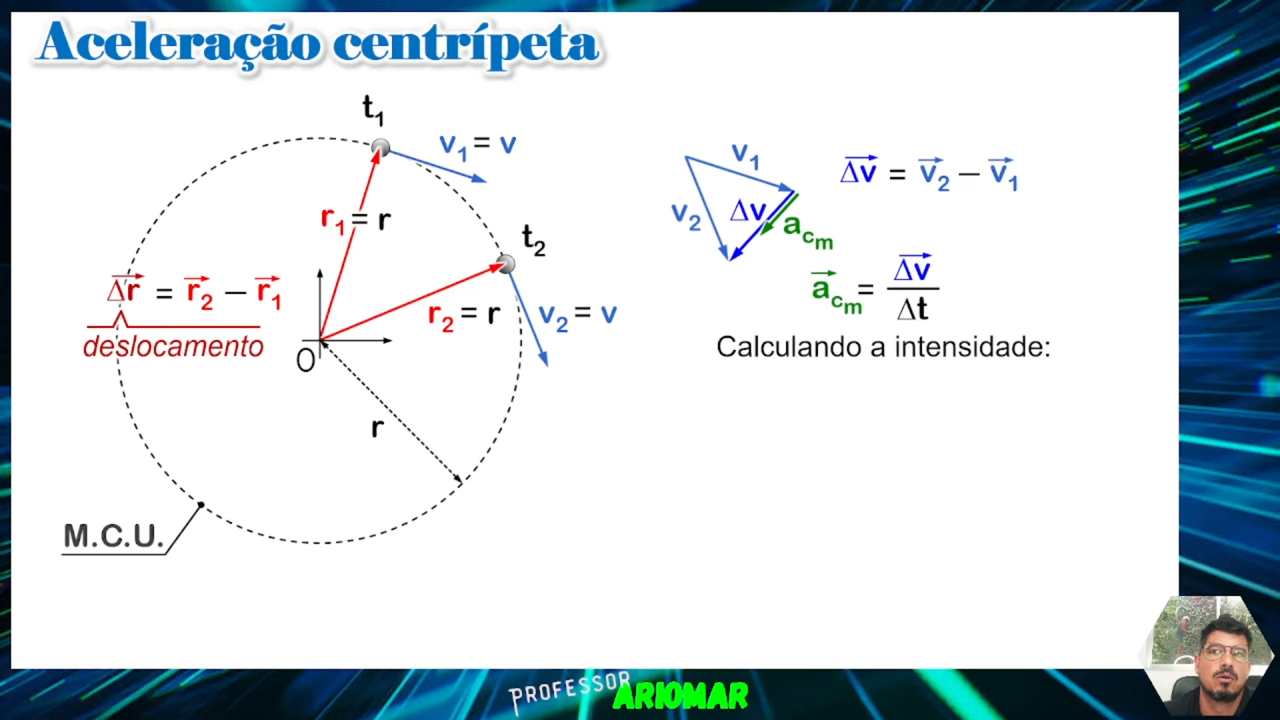 Aceleração centrípeta
t1
v1 = v
r1 = r
t2
Δr = r2 – r1
deslocamento
r2 = r
v2 = v
O
r
M.C.U.
v1
v2
Δv
acm
Δv = v2 – v1
acm = Δv / Δt
Calculando a intensidade:
PROFESSOR
ARIOMAR